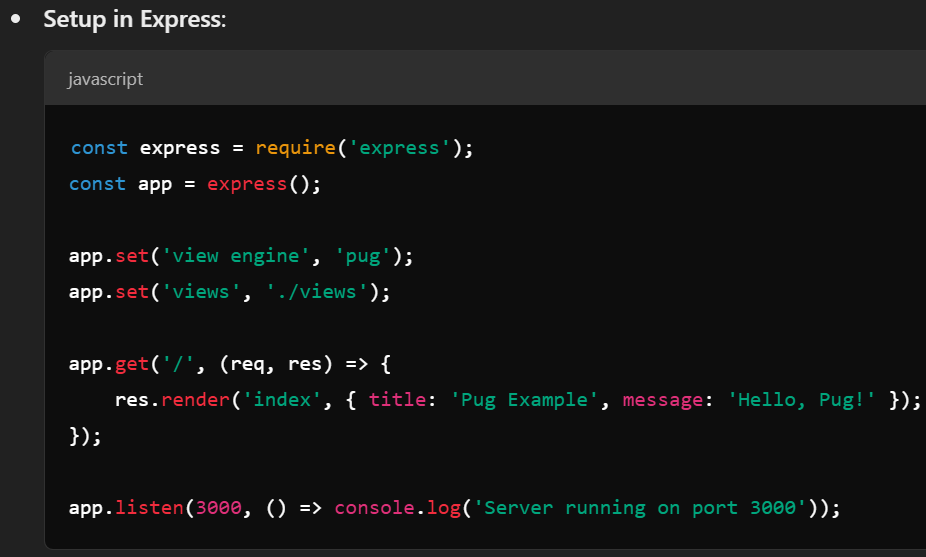 • Setup in Express:
javascript
const express = require('express');
const app = express();
app.set('view engine', 'pug');
app.set('views', './views');
app.get('/', (req, res) => {
    res.render('index', { title: 'Pug Example', message: 'Hello, Pug!' });
});
app.listen(3000, () => console.log('Server running on port 3000'));